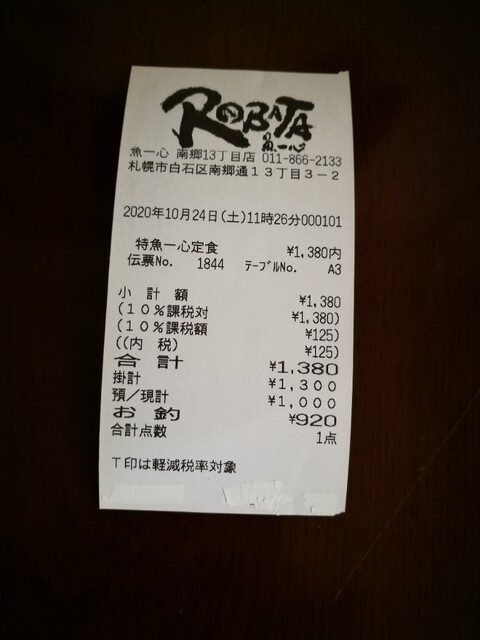 ROBATA
魚一心
魚一心 南郷13丁目店 011-866-2133
札幌市白石区南郷通１３丁目３－２
2020年10月24日(土)11時26分000101
特魚一心定食 ¥1,380内
伝票No. 1844 ﾃｰﾌﾞﾙNo. A3
小 計 額 ¥1,380
(１０％課税対 ¥1,380)
(１０％課税額 ¥125)
((内 税) ¥125)
合 計 ¥1,380
掛計 ¥1,300
預／現計 ¥1,000
お 釣 ¥920
合計点数 1点
Ｔ印は軽減税率対象